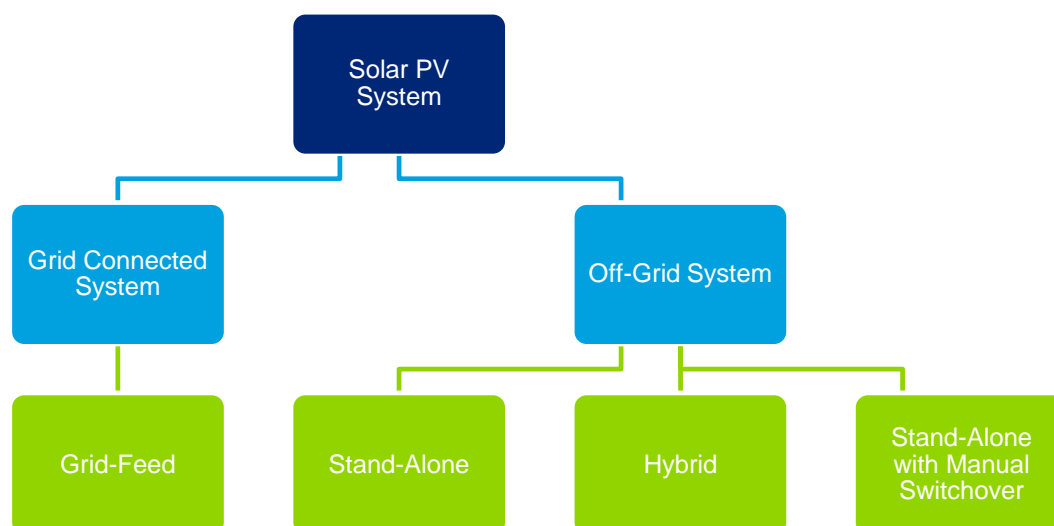 Solar PV
System
Grid Connected
System
Off-Grid System
Grid-Feed
Stand-Alone
Hybrid
Stand-Alone
with Manual
Switchover